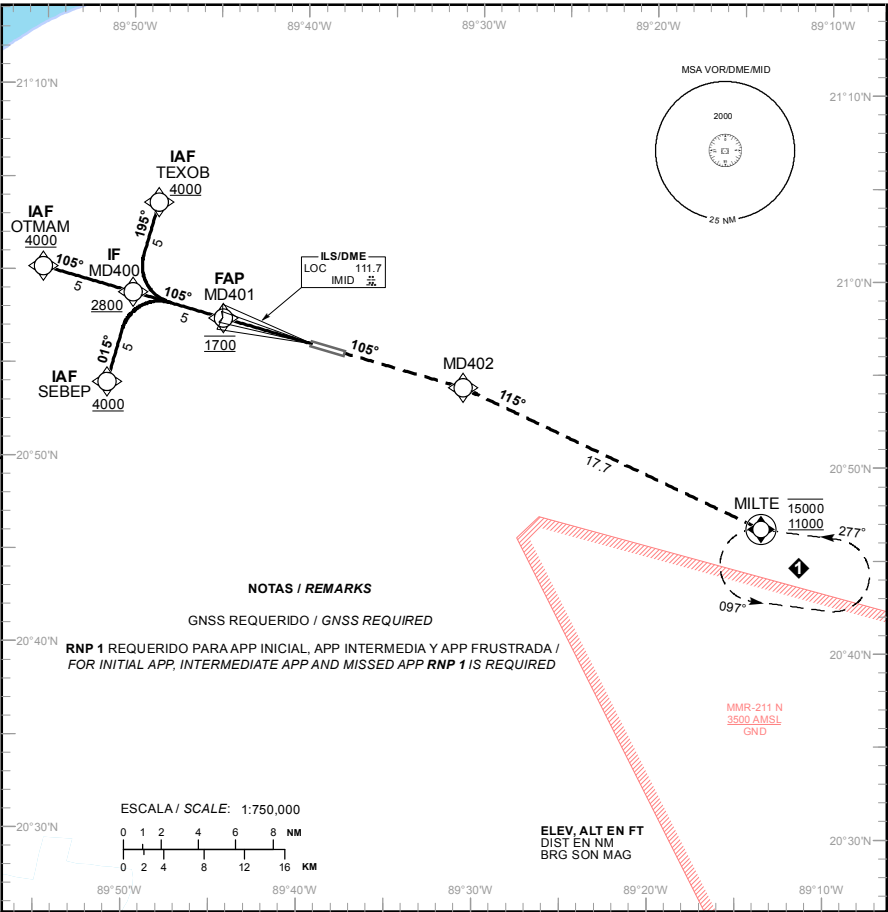 89°50'W
89°40'W
89°30'W
89°20'W
89°10'W
21°10'N
21°10'N
MSA VOR/DME/MID
2000
25 NM
IAF
TEXOB
4000
195°
5
IAF
OTMAM
4000
105°
5
IF
MD400
2800
105°
5
FAP
MD401
1700
ILS/DME
LOC 111.7
IMID
21°0'N
21°0'N
015°
5
IAF
SEBEP
4000
105°
MD402
115°
17.7
20°50'N
20°50'N
MILTE
15000
11000
277°
1
097°
NOTAS / REMARKS
GNSS REQUERIDO / GNSS REQUIRED
RNP 1 REQUERIDO PARA APP INICIAL, APP INTERMEDIA Y APP FRUSTRADA /
FOR INITIAL APP, INTERMEDIATE APP AND MISSED APP RNP 1 IS REQUIRED
20°40'N
20°40'N
MMR-211 N
3500 AMSL
GND
ESCALA / SCALE: 1:750,000
0 1 2 4 6 8 NM
0 2 4 8 12 16 KM
ELEV, ALT EN FT
DIST EN NM
BRG SON MAG
20°30'N
20°30'N
89°50'W
89°40'W
89°30'W
89°20'W
89°10'W